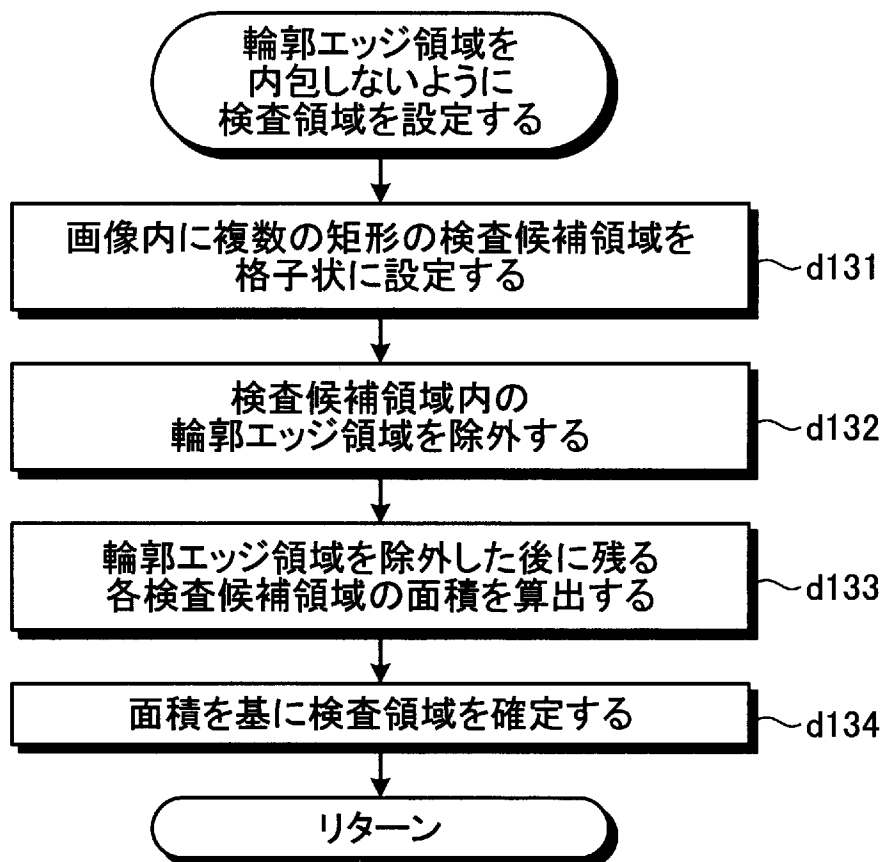 輪郭エッジ領域を
内包しないように
検査領域を設定する
画像内に複数の矩形の検査候補領域を
格子状に設定する
d131
検査候補領域内の
輪郭エッジ領域を除外する
d132
輪郭エッジ領域を除外した後に残る
各検査候補領域の面積を算出する
d133
面積を基に検査領域を確定する
d134
リターン